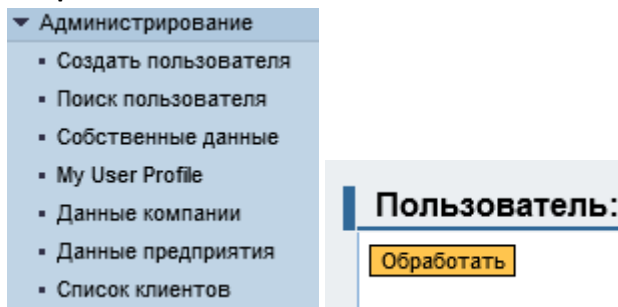 Администрирование
Создать пользователя
Поиск пользователя
Собственные данные
My User Profile
Данные компании
Данные предприятия
Список клиентов
Пользователь:
Обработать